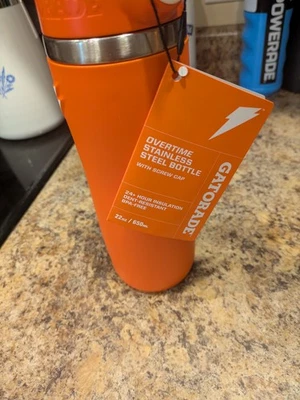 POWERADE
OVERTIME
STAINLESS
STEEL BOTTLE
WITH SCREW CAP
24+ HOUR INSULATION
DENT-RESISTANT
BPA-FREE
22oz / 650mL
GATORADE